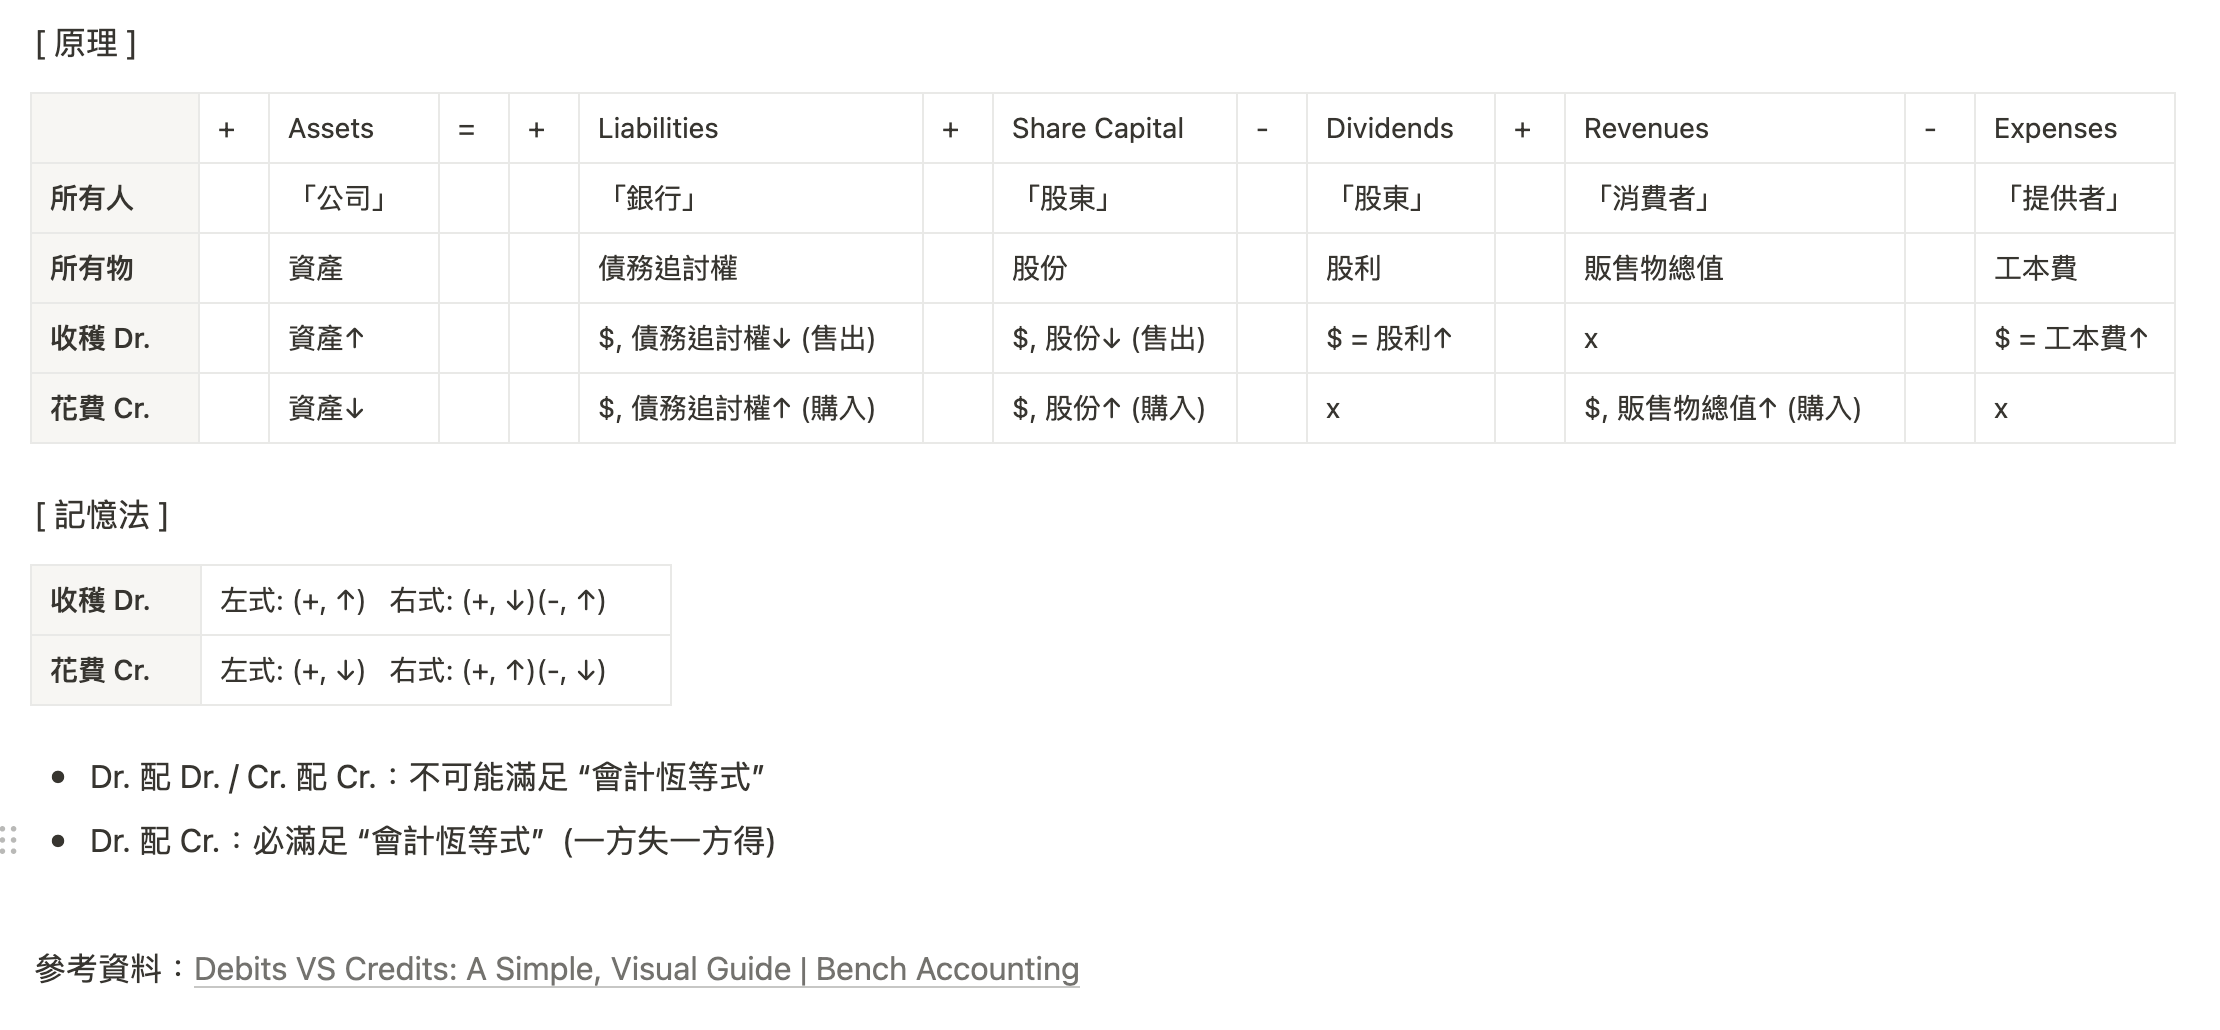 [ 原理 ]
+ Assets = + Liabilities + Share Capital - Dividends + Revenues - Expenses
所有人 「公司」 「銀行」 「股東」 「股東」 「消費者」 「提供者」
所有物 資產 債務追討權 股份 股利 販售物總值 工本費
收穫 Dr. 資產↑ $, 債務追討權↓ (售出) $, 股份↓ (售出) $ = 股利↑ x $ = 工本費↑
花費 Cr. 資產↓ $, 債務追討權↑ (購入) $, 股份↑ (購入) x $, 販售物總值↑ (購入) x
[ 記憶法 ]
收穫 Dr. 左式: (+, ↑) 右式: (+, ↓)(-, ↑)
花費 Cr. 左式: (+, ↓) 右式: (+, ↑)(-, ↓)
• Dr. 配 Dr. / Cr. 配 Cr.：不可能滿足 “會計恆等式”
• Dr. 配 Cr.：必滿足 “會計恆等式” (一方失一方得)
參考資料：Debits VS Credits: A Simple, Visual Guide | Bench Accounting